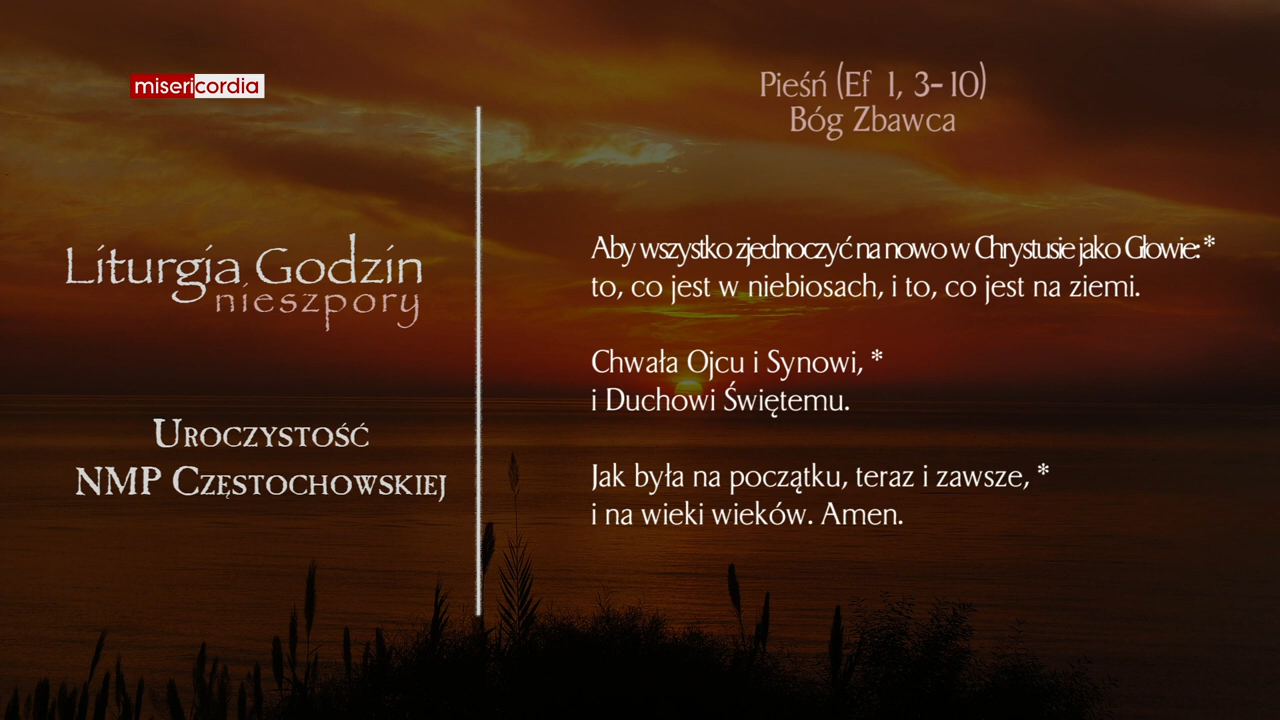 misericordia
Liturgia Godzin
nieszpory
Uroczystość
NMP Częstochowskiej
Pieśń (Ef 1, 3-10)
Bóg Zbawca
Aby wszystko zjednoczyć na nowo w Chrystusie jako Głowie: *
to, co jest w niebiosach, i to, co jest na ziemi.
Chwała Ojcu i Synowi, *
i Duchowi Świętemu.
Jak była na początku, teraz i zawsze, *
i na wieki wieków. Amen.